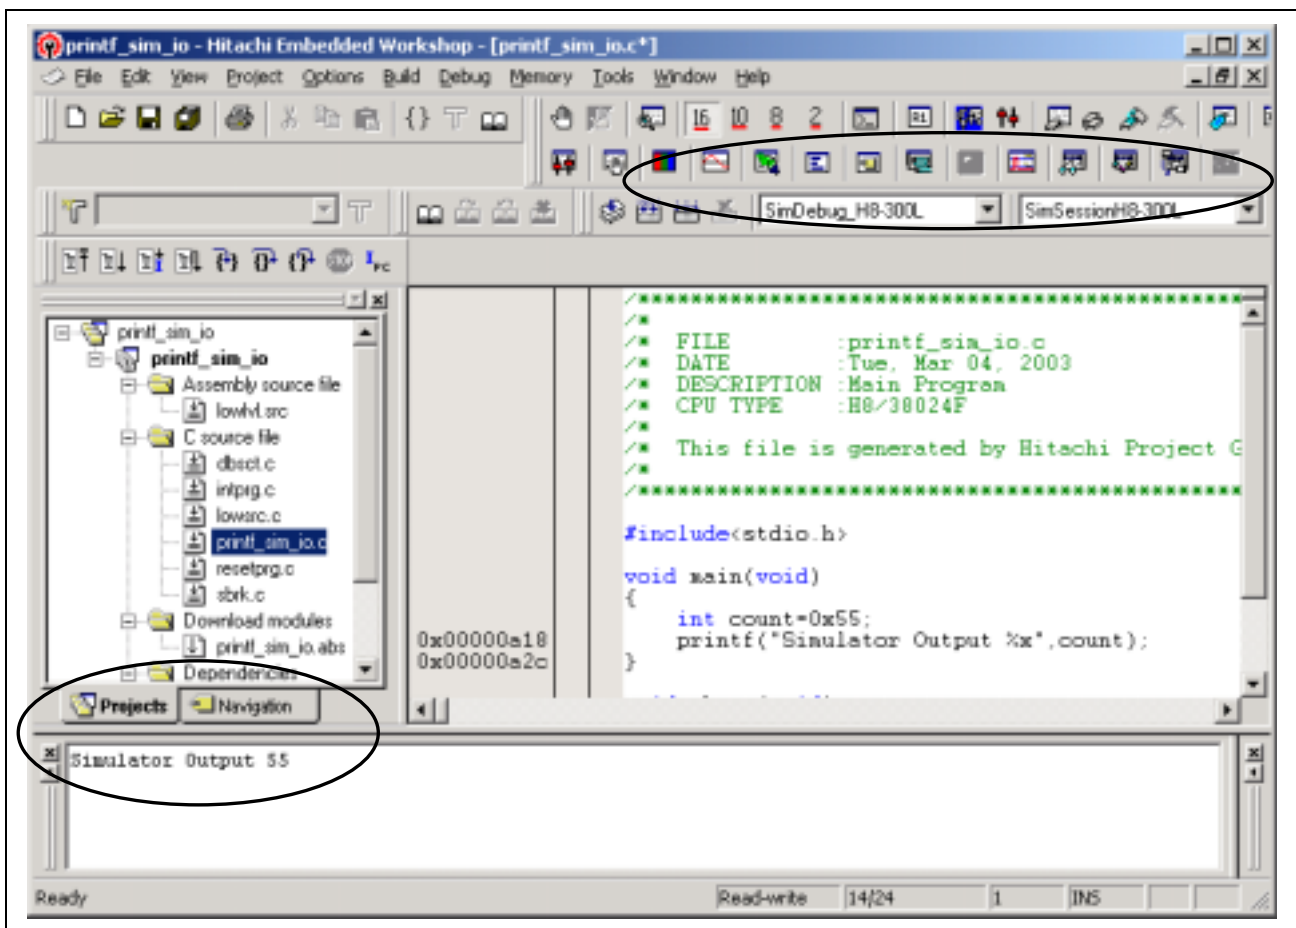 printf_sim_io - Hitachi Embedded Workshop - [printf_sim_io.c*]
File Edit View Project Options Build Debug Memory Tools Window Help
16 10 8 2
SimDebug_H8-300L SimSessionH8-300L
printf_sim_io
printf_sim_io
Assembly source file
lowlvl.src
C source file
dbsct.c
intprg.c
lowsrc.c
printf_sim_io.c
resetprg.c
sbrk.c
Download modules
printf_sim_io.abs
Dependencies
Projects Navigation
/*********************************************
/*
/* FILE :printf_sim_io.c
/* DATE :Tue, Mar 04, 2003
/* DESCRIPTION :Main Program
/* CPU TYPE :H8/38024F
/*
/* This file is generated by Hitachi Project G
/*
/*********************************************
#include<stdio.h>
void main(void)
{
int count=0x55;
0x00000a18 printf("Simulator Output %x",count);
0x00000a2c }
Simulator Output 55
Ready Read-write 14/24 1 INS